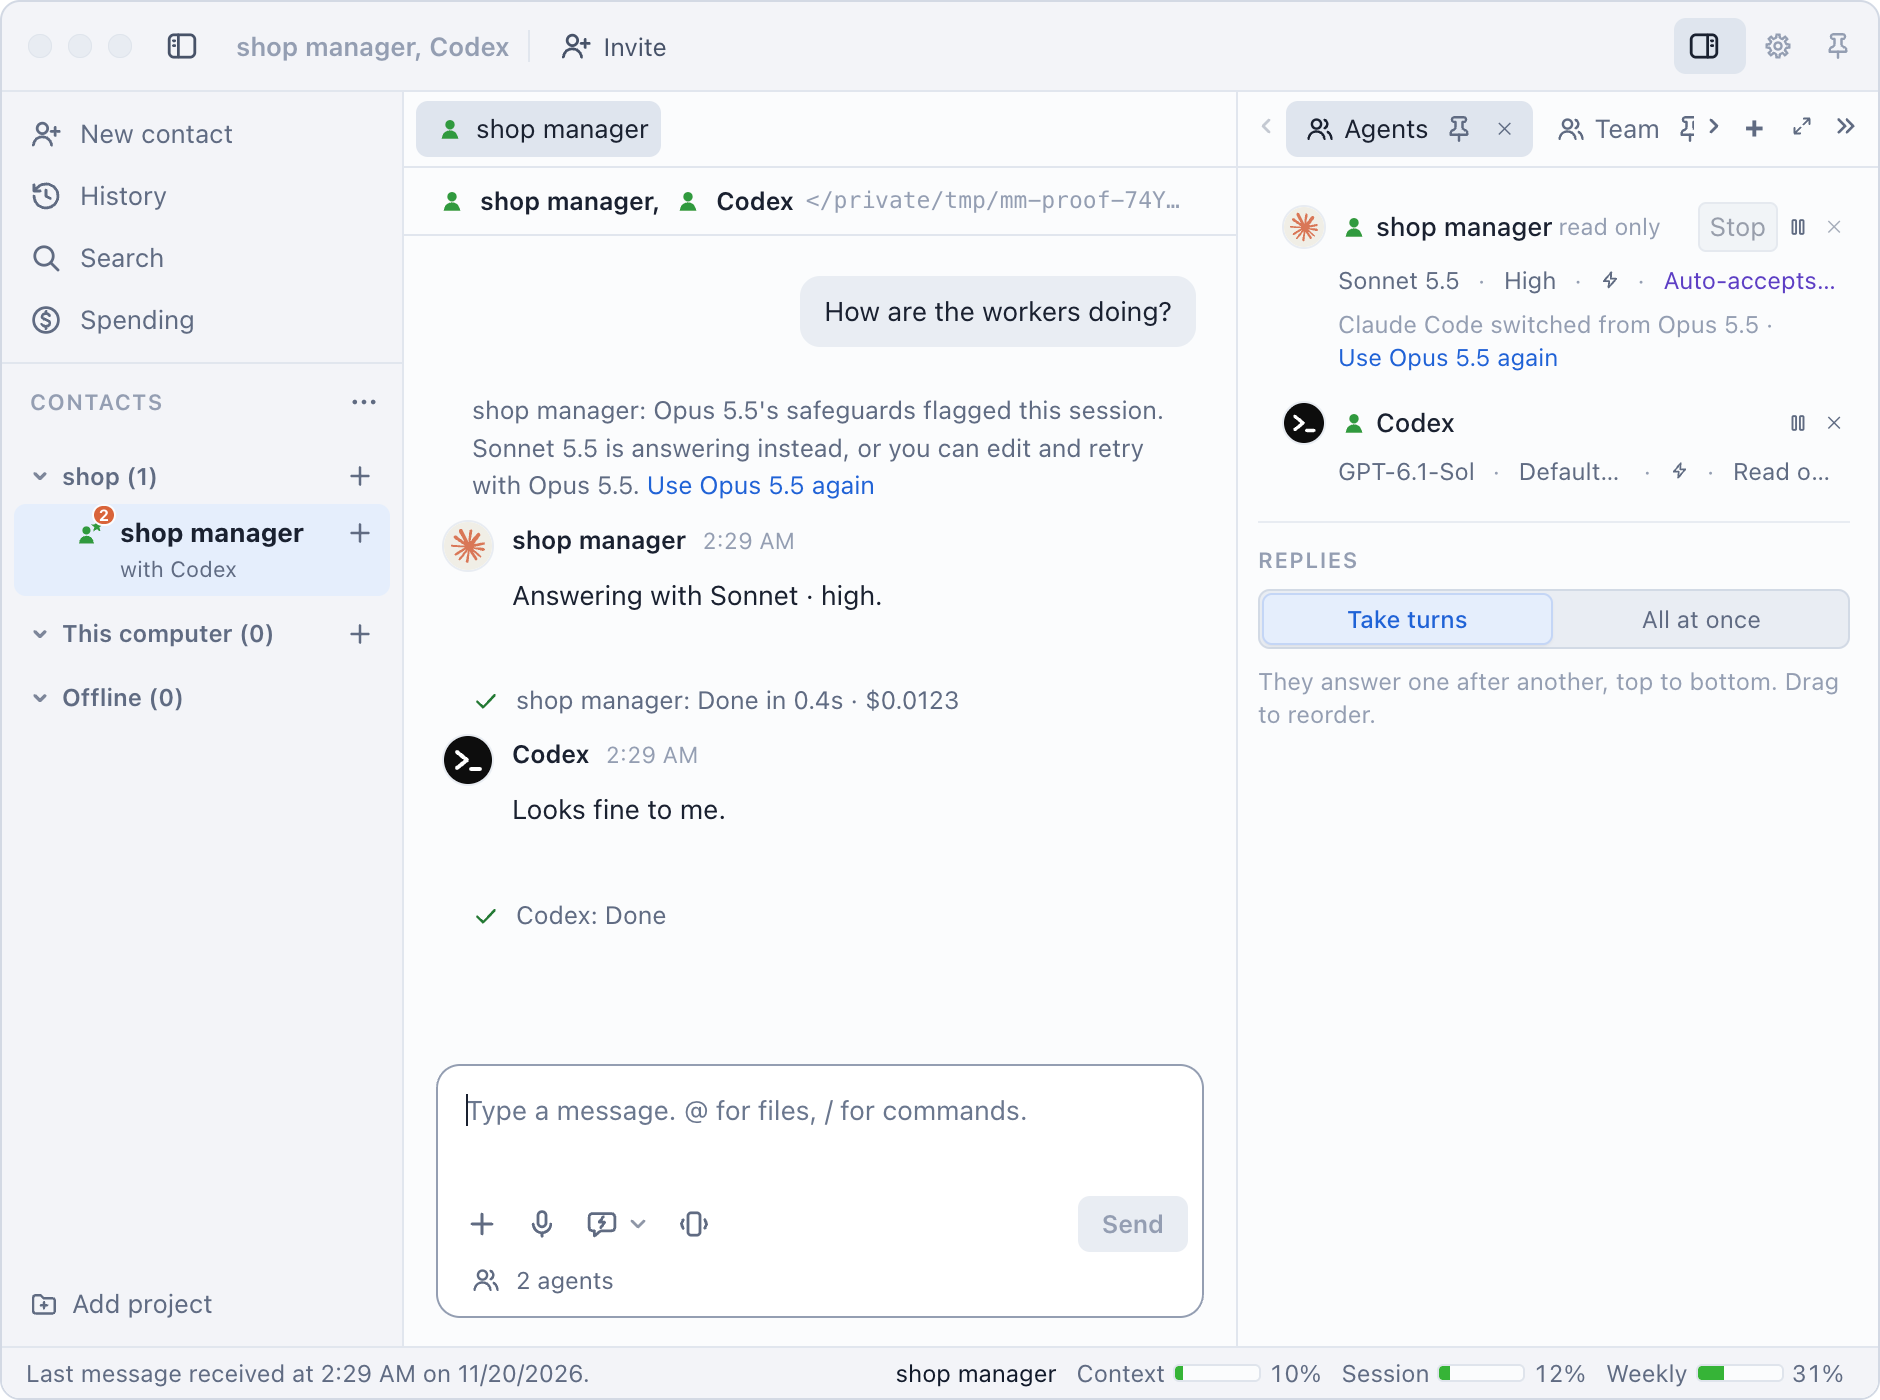 shop manager, Codex
Invite
New contact
History
Search
Spending
CONTACTS
shop (1)
2
shop manager
with Codex
This computer (0)
Offline (0)
Add project
shop manager
shop manager, Codex </private/tmp/mm-proof-74Y…
How are the workers doing?
shop manager: Opus 5.5's safeguards flagged this session.
Sonnet 5.5 is answering instead, or you can edit and retry
with Opus 5.5. Use Opus 5.5 again
shop manager 2:29 AM
Answering with Sonnet · high.
shop manager: Done in 0.4s · $0.0123
Codex 2:29 AM
Looks fine to me.
Codex: Done
Type a message. @ for files, / for commands.
Send
2 agents
Agents
Team
shop manager read only
Stop
Sonnet 5.5 · High · · Auto-accepts…
Claude Code switched from Opus 5.5 ·
Use Opus 5.5 again
Codex
GPT-6.1-Sol · Default… · · Read o…
REPLIES
Take turns
All at once
They answer one after another, top to bottom. Drag
to reorder.
Last message received at 2:29 AM on 11/20/2026.
shop manager Context 10% Session 12% Weekly 31%